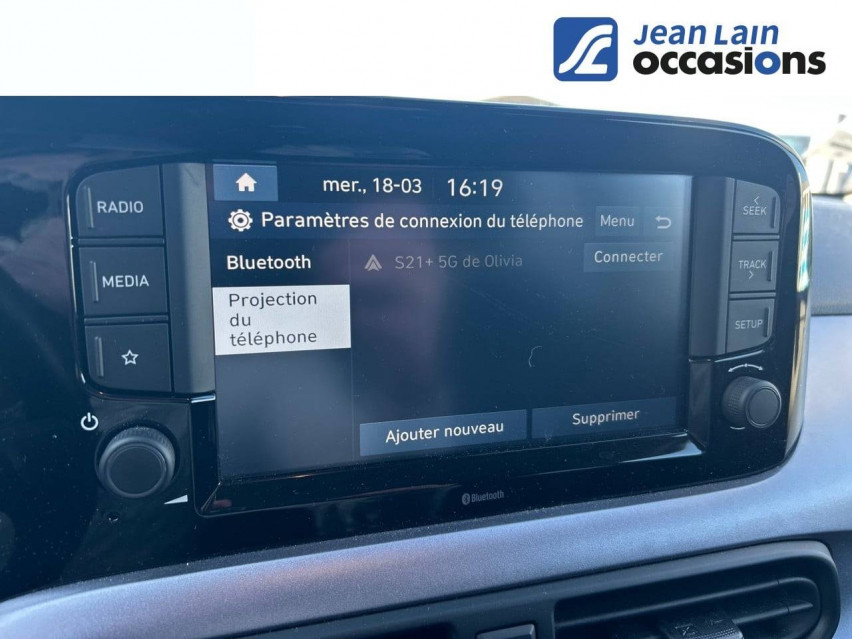 Jean Lain
occasions
RADIO
MEDIA
mer., 18-03 16:19
Paramètres de connexion du téléphone Menu
Bluetooth
S21+ 5G de Olivia Connecter
Projection
du
téléphone
Ajouter nouveau Supprimer
SEEK
TRACK
SETUP
Bluetooth